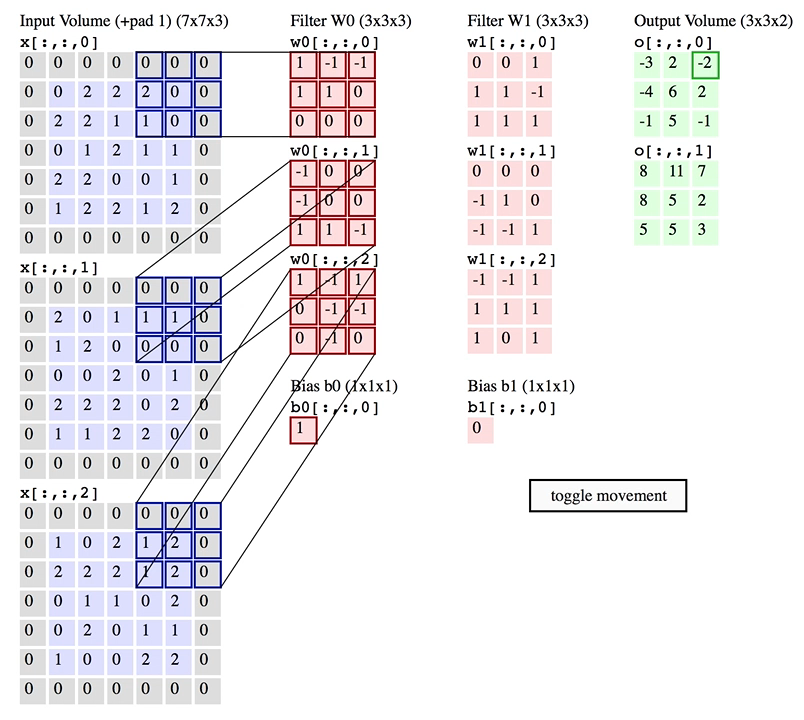 Input Volume (+pad 1) (7x7x3)
x[:,:,0]
0 0 0 0 0 0 0
0 0 2 2 2 0 0
0 2 2 1 1 0 0
0 0 1 2 1 1 0
0 2 2 0 0 1 0
0 1 2 2 1 2 0
0 0 0 0 0 0 0
x[:,:,1]
0 0 0 0 0 0 0
0 2 0 1 1 1 0
0 1 2 0 0 0 0
0 0 0 2 0 1 0
0 2 2 2 0 2 0
0 1 1 2 2 0 0
0 0 0 0 0 0 0
x[:,:,2]
0 0 0 0 0 0 0
0 1 0 2 1 2 0
0 2 2 2 1 2 0
0 0 1 1 0 2 0
0 0 2 0 1 1 0
0 1 0 0 2 2 0
0 0 0 0 0 0 0
Filter W0 (3x3x3)
w0[:,:,0]
1 -1 -1
1 1 0
0 0 0
w0[:,:,1]
-1 0 0
-1 0 0
1 1 -1
w0[:,:,2]
1 -1 1
0 -1 -1
0 -1 0
Bias b0 (1x1x1)
b0[:,:,0]
1
Filter W1 (3x3x3)
w1[:,:,0]
0 0 1
1 1 -1
1 1 1
w1[:,:,1]
0 0 0
-1 1 0
-1 -1 1
w1[:,:,2]
-1 -1 1
1 1 1
1 0 1
Bias b1 (1x1x1)
b1[:,:,0]
0
Output Volume (3x3x2)
o[:,:,0]
-3 2 -2
-4 6 2
-1 5 -1
o[:,:,1]
8 11 7
8 5 2
5 5 3
toggle movement